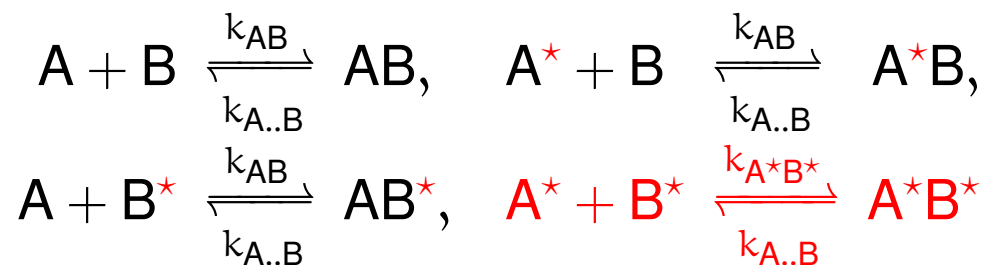 A + B ⇌ AB, A⋆ + B ⇌ A⋆B,
k_AB k_AB
k_A..B k_A..B
A + B⋆ ⇌ AB⋆, A⋆ + B⋆ ⇌ A⋆B⋆
k_AB k_A⋆B⋆
k_A..B k_A..B